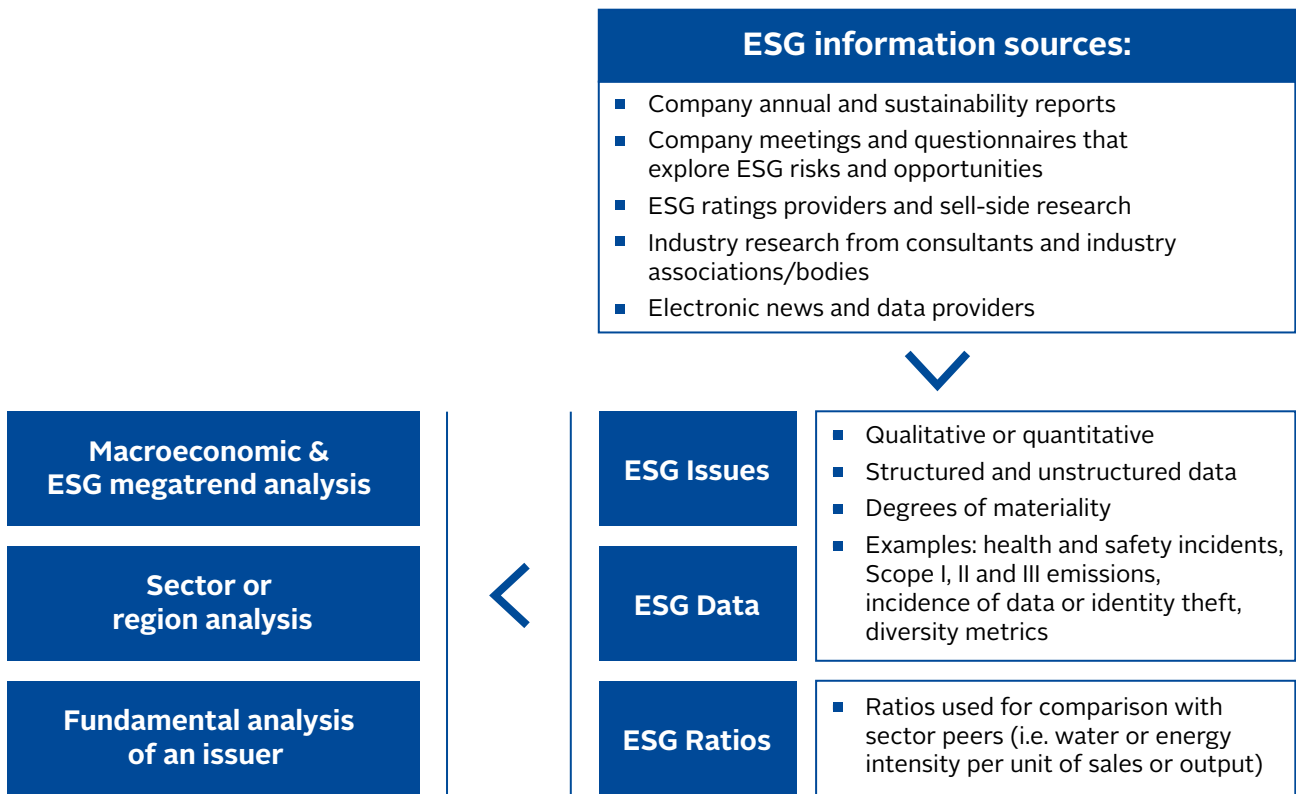 ESG information sources:
Company annual and sustainability reports
Company meetings and questionnaires that
explore ESG risks and opportunities
ESG ratings providers and sell-side research
Industry research from consultants and industry
associations/bodies
Electronic news and data providers
Macroeconomic &
ESG megatrend analysis
Sector or
region analysis
Fundamental analysis
of an issuer
ESG Issues
ESG Data
Qualitative or quantitative
Structured and unstructured data
Degrees of materiality
Examples: health and safety incidents,
Scope I, II and III emissions,
incidence of data or identity theft,
diversity metrics
ESG Ratios
Ratios used for comparison with
sector peers (i.e. water or energy
intensity per unit of sales or output)